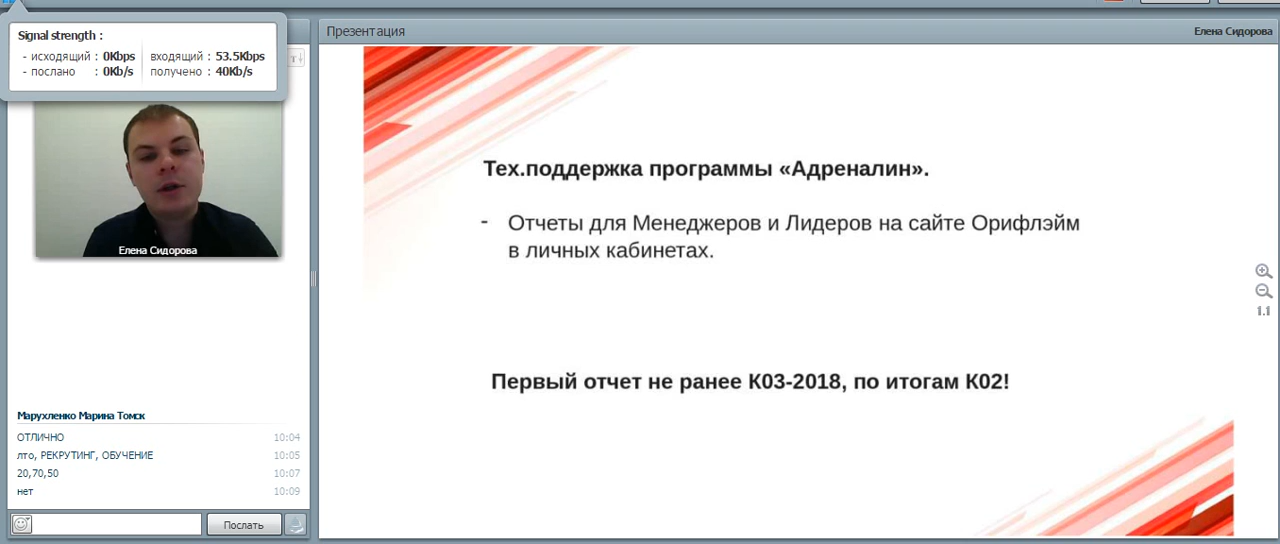 Signal strength :
- исходящий : 0Kbps входящий : 53.5Kbps
- послано : 0Kb/s получено : 40Kb/s
Презентация
Елена Сидорова
Тех.поддержка программы «Адреналин».
- Отчеты для Менеджеров и Лидеров на сайте Орифлэйм
в личных кабинетах.
Первый отчет не ранее К03-2018, по итогам К02!
1.1
Елена Сидорова
Марухленко Марина Томск
ОТЛИЧНО 10:04
лто, РЕКРУТИНГ, ОБУЧЕНИЕ 10:05
20,70,50 10:07
нет 10:09
Послать